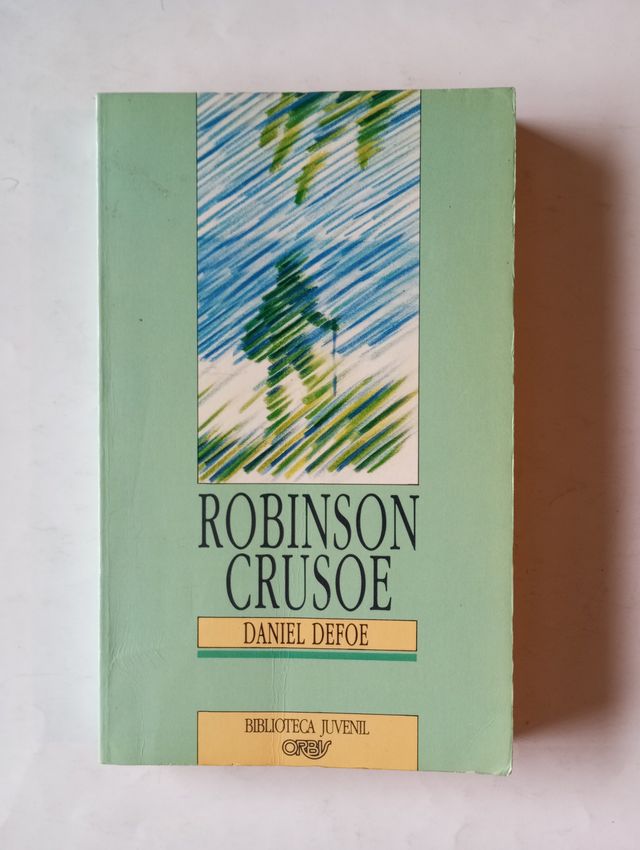 ROBINSON
CRUSOE
DANIEL DEFOE
BIBLIOTECA JUVENIL
ORBIS